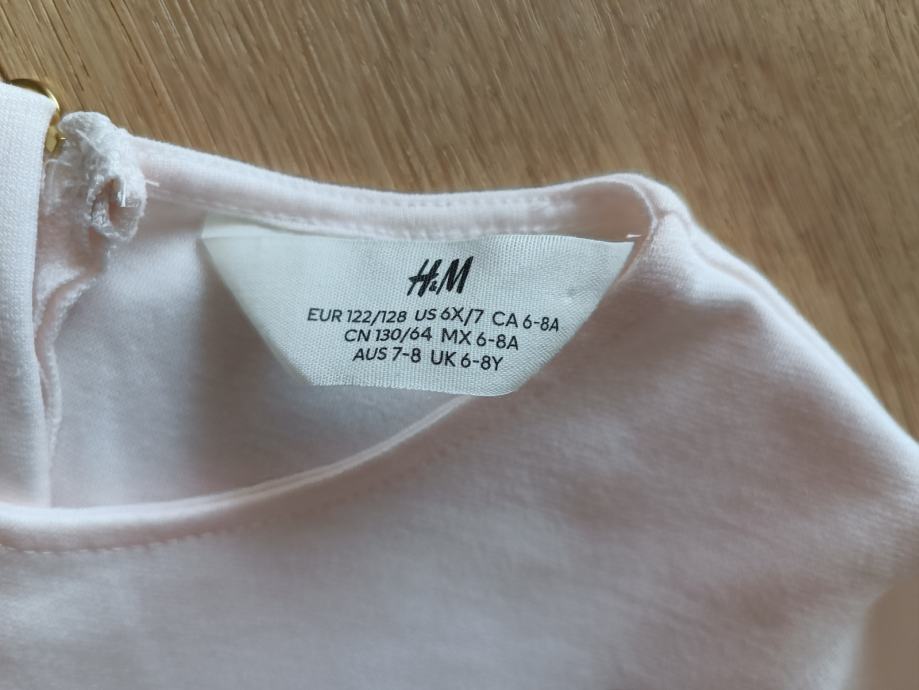 H&M
EUR 122/128 US 6X/7 CA 6-8A
CN 130/64 MX 6-8A
AUS 7-8 UK 6-8Y